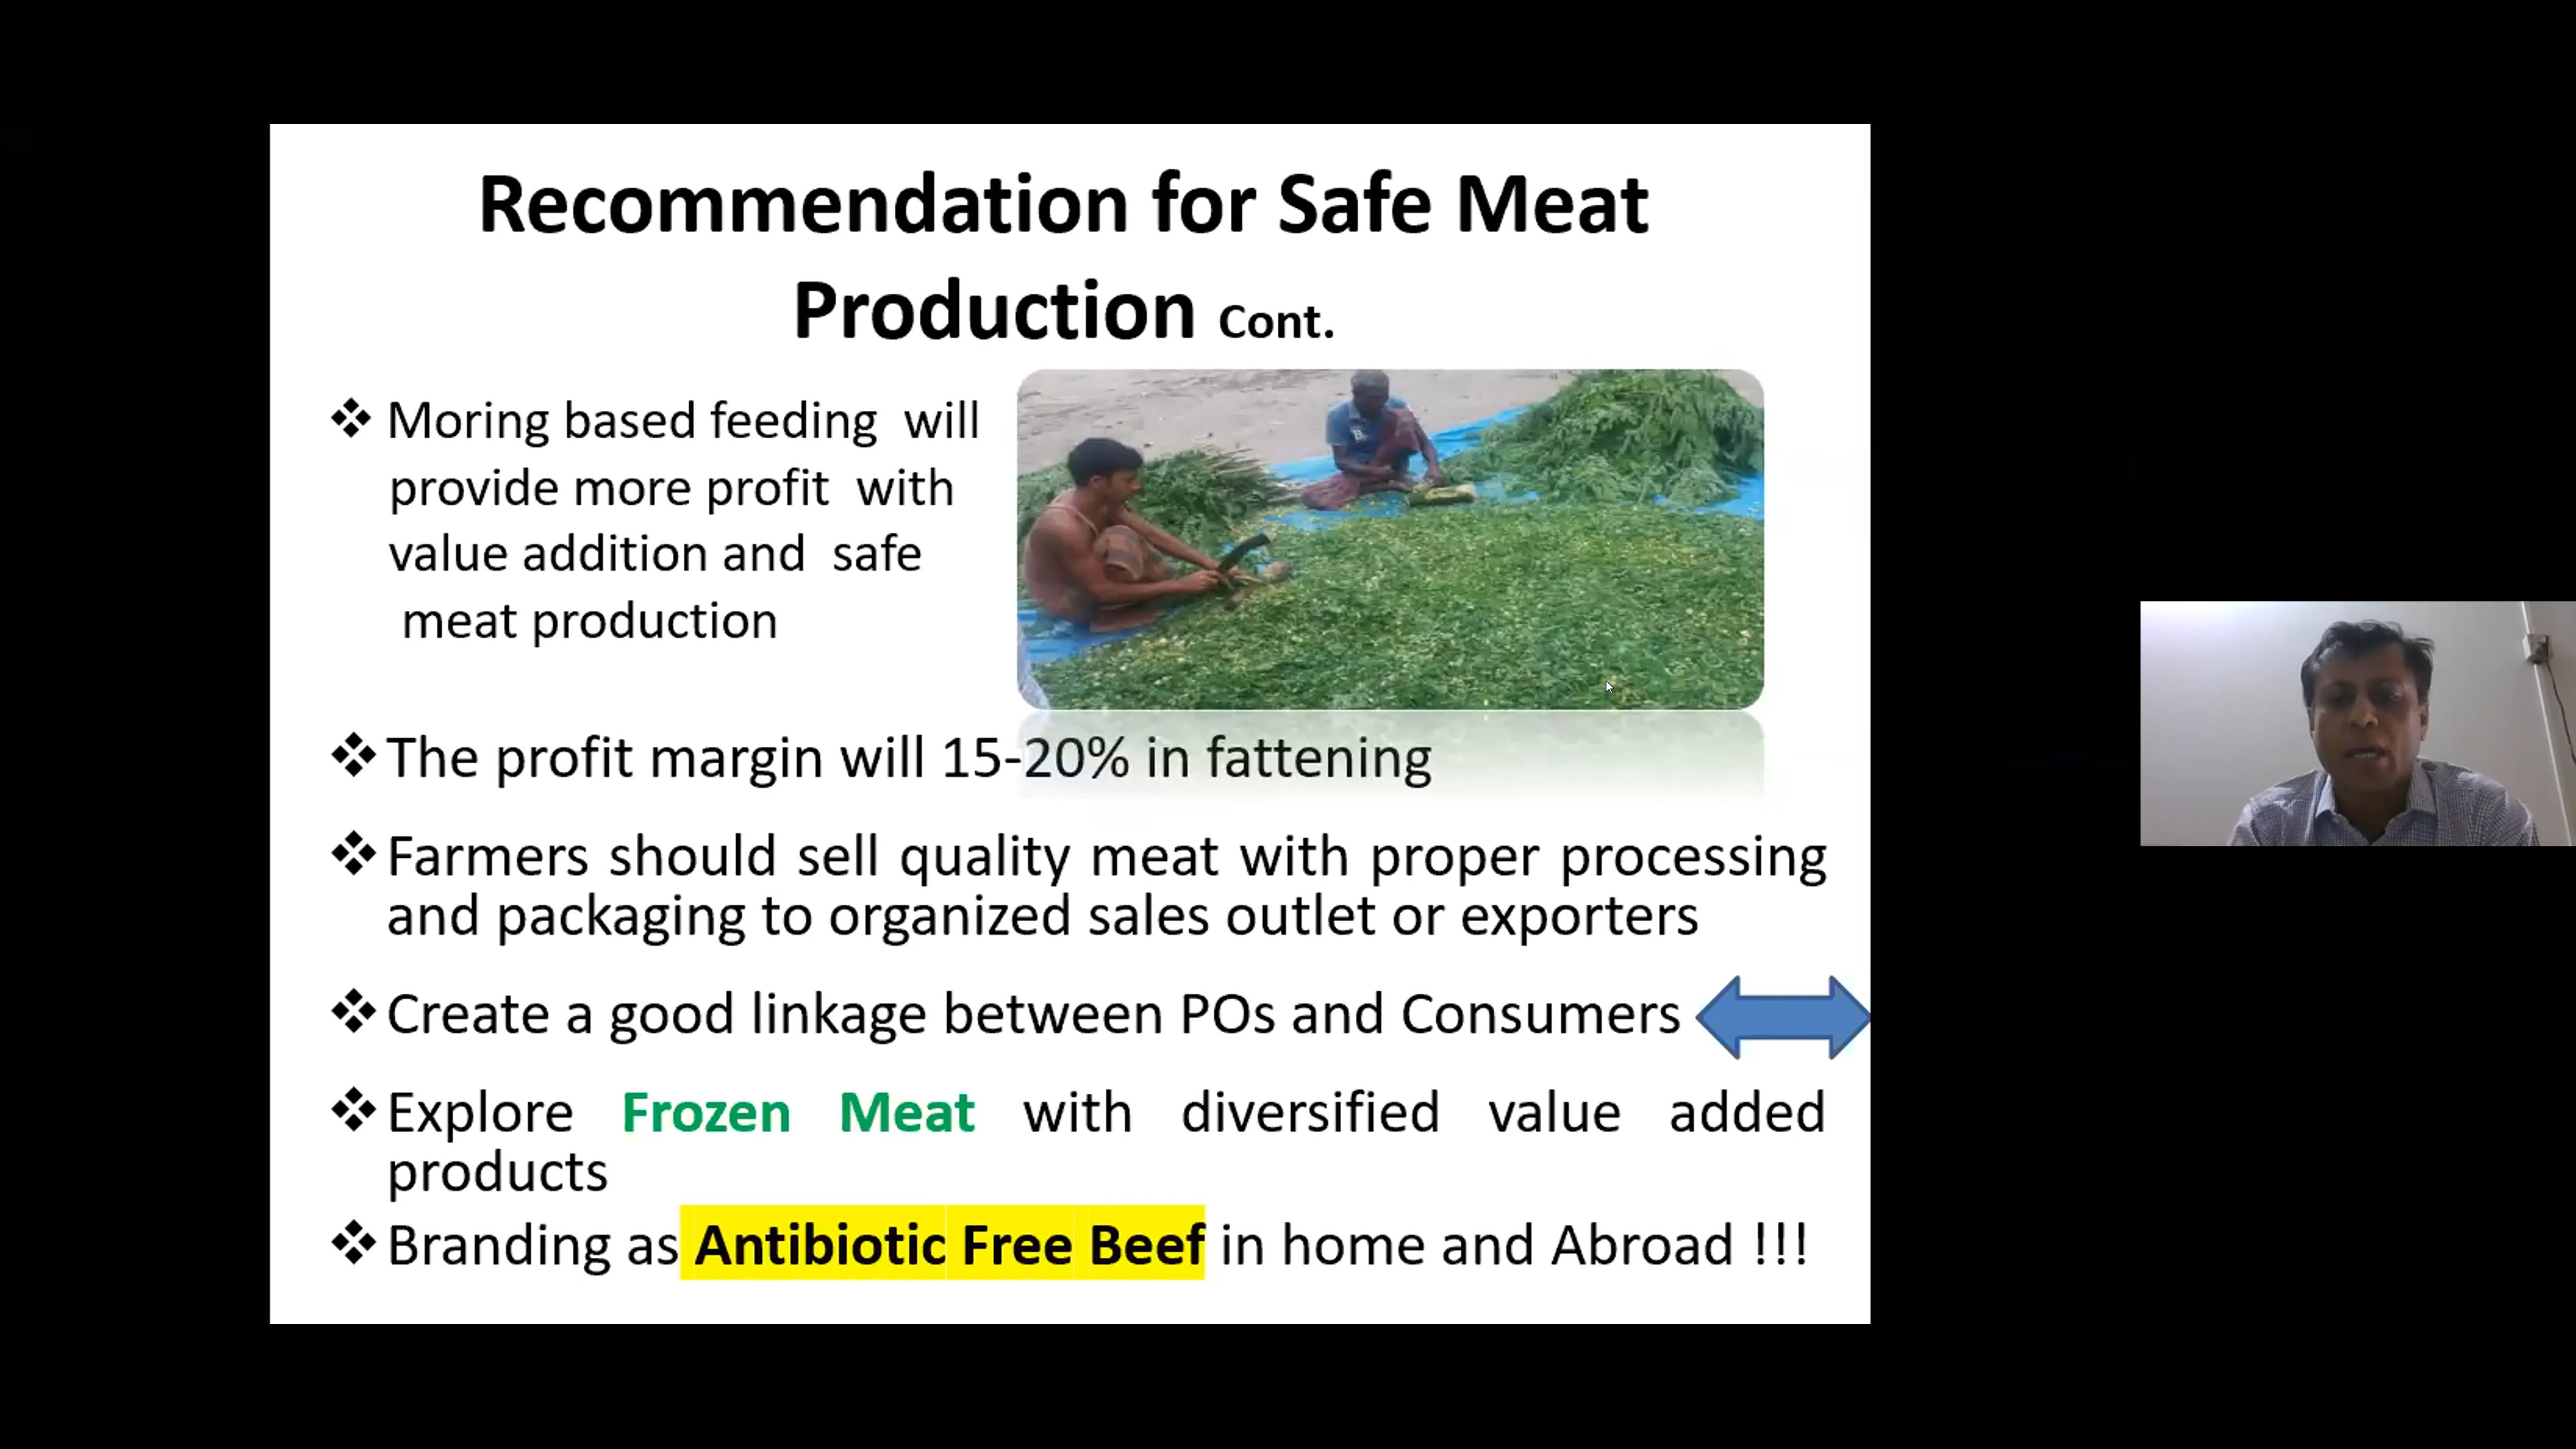 Recommendation for Safe Meat
Production Cont.
❖ Moring based feeding will
provide more profit with
value addition and safe
meat production
❖ The profit margin will 15-20% in fattening
❖ Farmers should sell quality meat with proper processing
and packaging to organized sales outlet or exporters
❖ Create a good linkage between POs and Consumers
❖ Explore Frozen Meat with diversified value added
products
❖ Branding as Antibiotic Free Beef in home and Abroad !!!